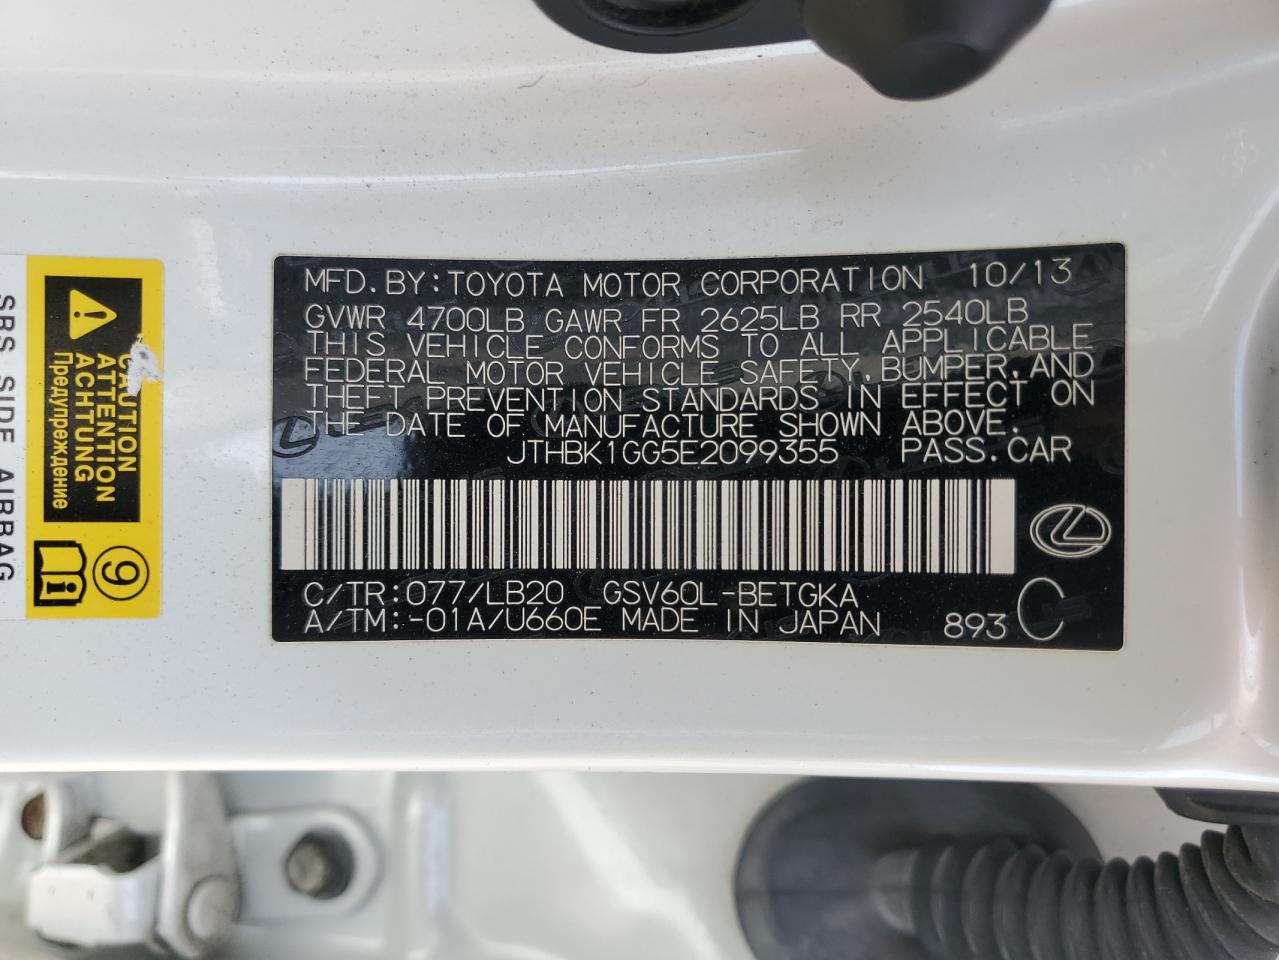 MFD. BY: TOYOTA MOTOR CORPORATION 10/13
GVWR 4700LB GAWR FR 2625LB RR 2540LB
THIS VEHICLE CONFORMS TO ALL APPLICABLE
FEDERAL MOTOR VEHICLE SAFETY, BUMPER, AND
THEFT PREVENTION STANDARDS IN EFFECT ON
THE DATE OF MANUFACTURE SHOWN ABOVE.
JTHBK1GG5E2099355 PASS. CAR
C/TR: 077/LB20 GSV60L-BETGKA
A/TM: -01A/U660E MADE IN JAPAN 893 C
CAUTION
ATTENTION
ACHTUNG
Предупреждение
9
SRS SIDE AIRBAG